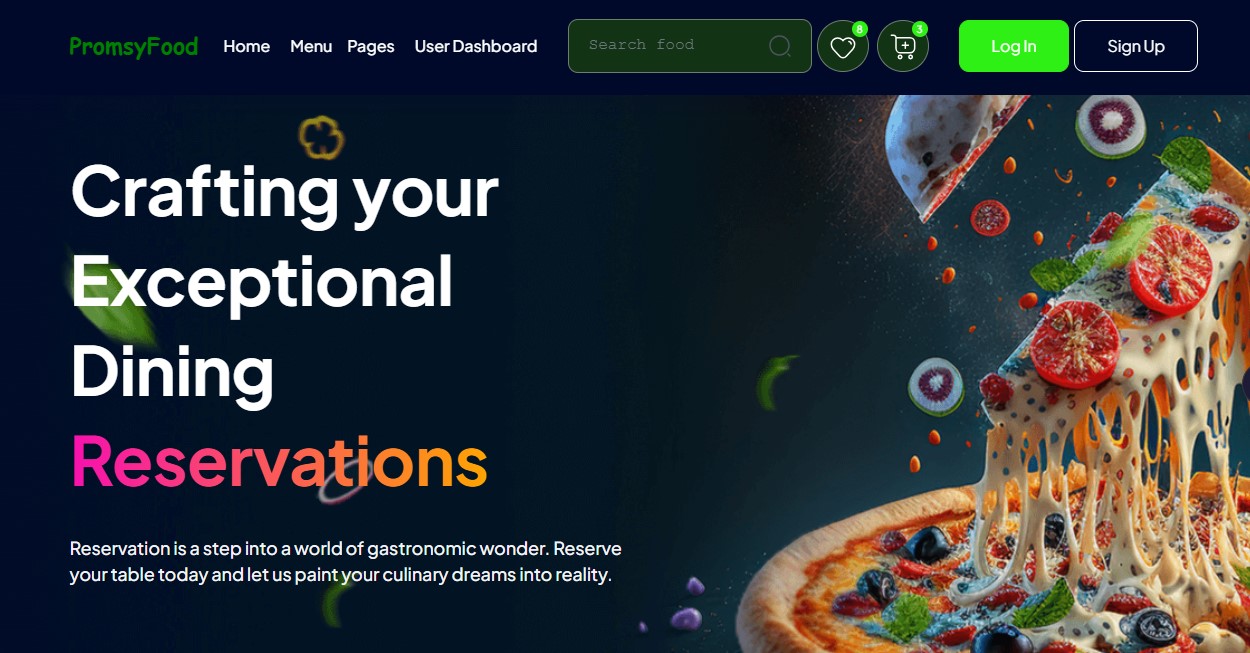 PromsyFood
Home Menu Pages User Dashboard
Search food
8
3
Log In
Sign Up
Crafting your
Exceptional
Dining
Reservations
Reservation is a step into a world of gastronomic wonder. Reserve
your table today and let us paint your culinary dreams into reality.